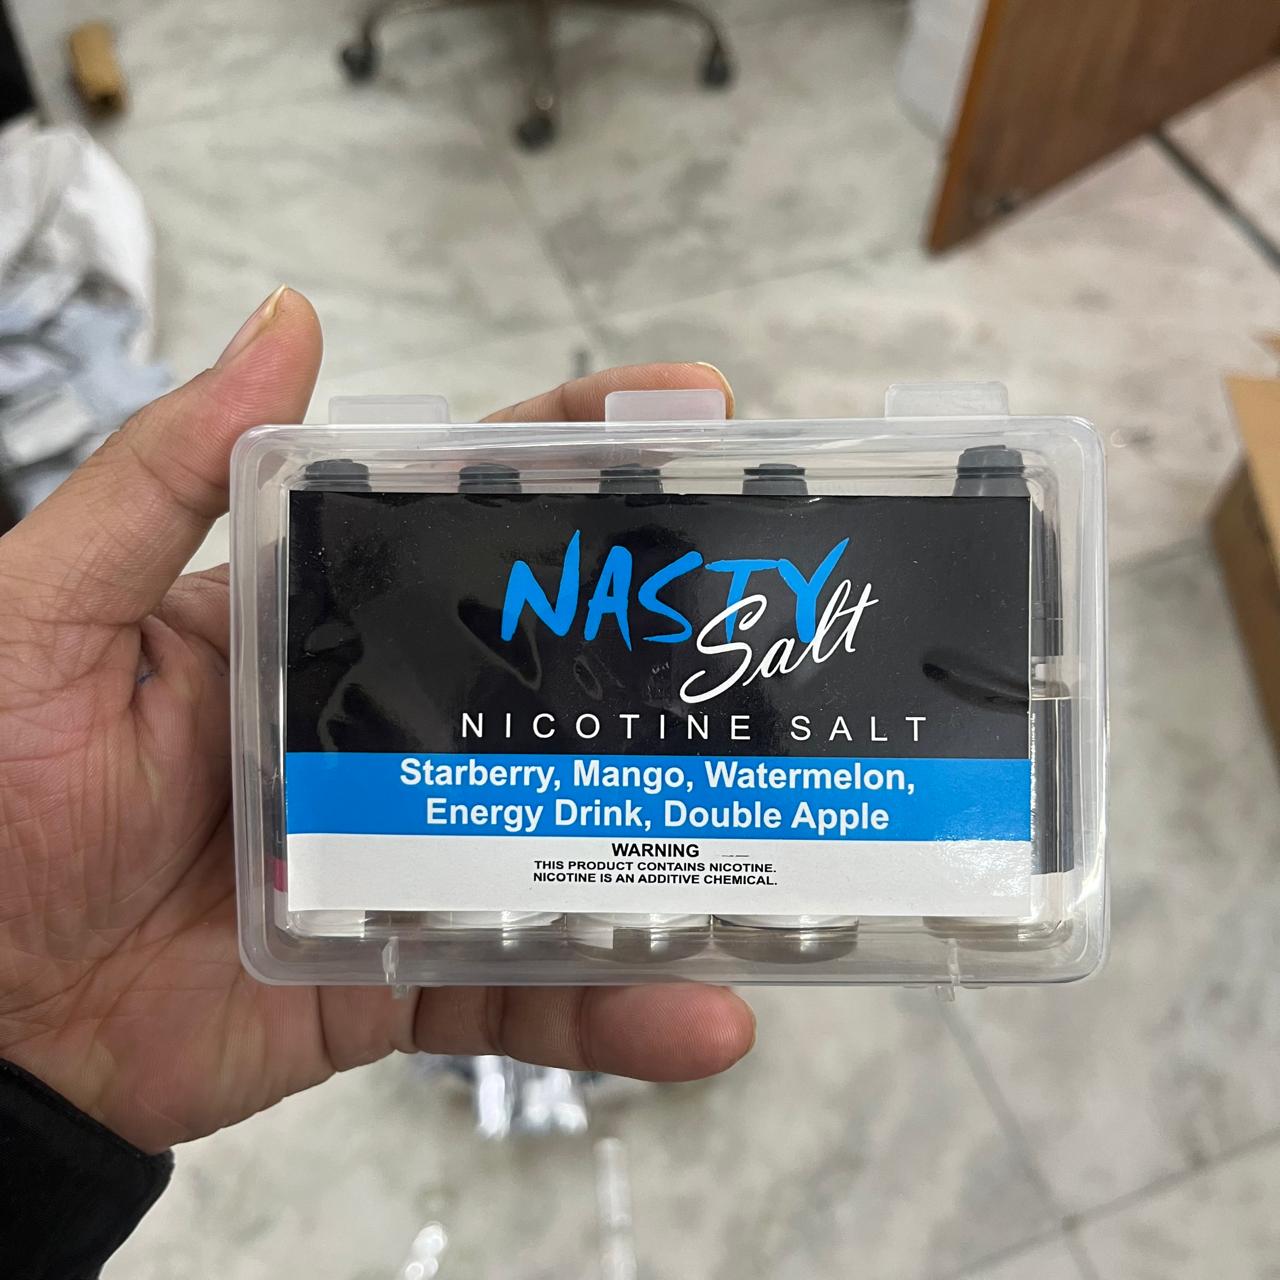 NASTY
Salt
NICOTINE SALT
Starberry, Mango, Watermelon,
Energy Drink, Double Apple
WARNING
THIS PRODUCT CONTAINS NICOTINE.
NICOTINE IS AN ADDITIVE CHEMICAL.